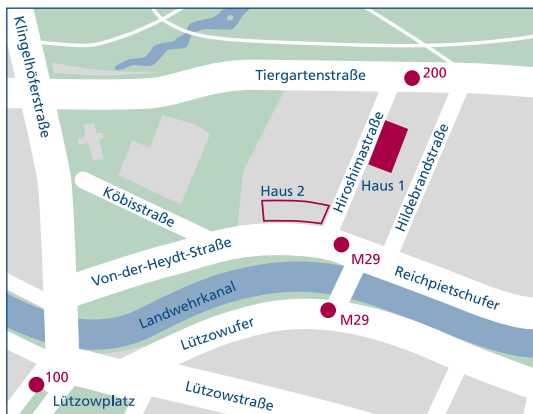 Klingelhöferstraße
Tiergartenstraße
200
Hiroshimastraße
Hildebrandstraße
Haus 1
Haus 2
Köbisstraße
Von-der-Heydt-Straße
M29
Reichpietschufer
Landwehrkanal
M29
Lützowufer
100
Lützowplatz
Lützowstraße